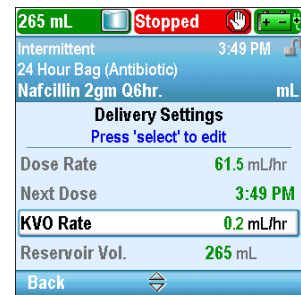 265 mL Stopped
Intermittent 3:49 PM
24 Hour Bag (Antibiotic)
Nafcillin 2gm Q6hr. mL
Delivery Settings
Press 'select' to edit
Dose Rate 61.5 mL/hr
Next Dose 3:49 PM
KVO Rate 0.2 mL/hr
Reservoir Vol. 265 mL
Back